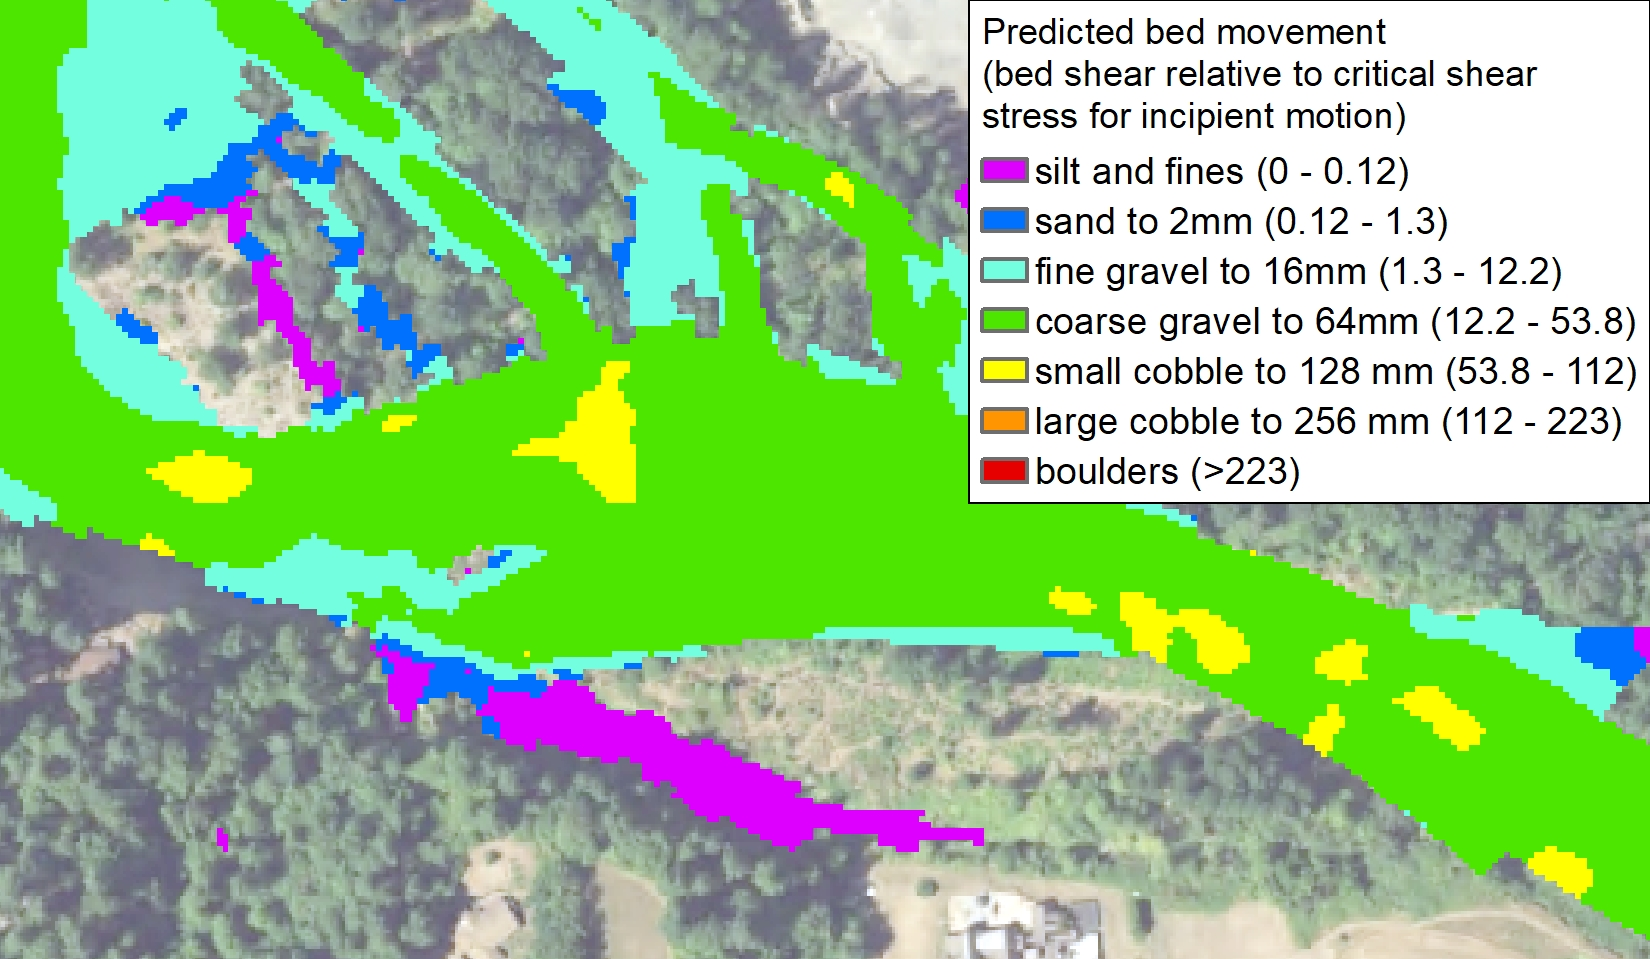 Predicted bed movement
(bed shear relative to critical shear
stress for incipient motion)
silt and fines (0 - 0.12)
sand to 2mm (0.12 - 1.3)
fine gravel to 16mm (1.3 - 12.2)
coarse gravel to 64mm (12.2 - 53.8)
small cobble to 128 mm (53.8 - 112)
large cobble to 256 mm (112 - 223)
boulders (>223)